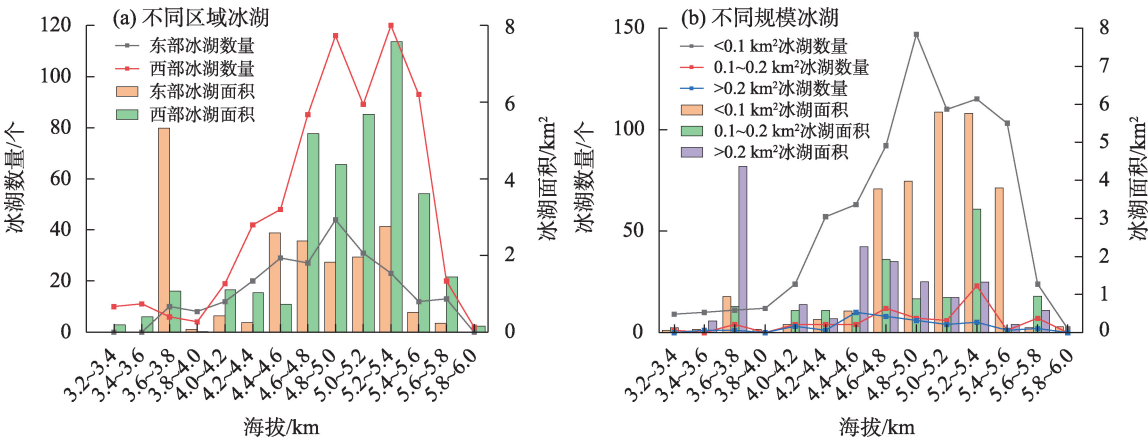 (a) 不同区域冰湖
东部冰湖数量
西部冰湖数量
东部冰湖面积
西部冰湖面积
冰湖数量/个
120
100
80
60
40
20
0
冰湖面积/km²
8
6
4
2
0
3.2~3.4
3.4~3.6
3.6~3.8
3.8~4.0
4.0~4.2
4.2~4.4
4.4~4.6
4.6~4.8
4.8~5.0
5.0~5.2
5.2~5.4
5.4~5.6
5.6~5.8
5.8~6.0
海拔/km
(b) 不同规模冰湖
<0.1 km²冰湖数量
0.1~0.2 km²冰湖数量
>0.2 km²冰湖数量
<0.1 km²冰湖面积
0.1~0.2 km²冰湖面积
>0.2 km²冰湖面积
冰湖数量/个
150
100
50
0
冰湖面积/km²
8
7
6
5
4
3
2
1
0
3.2~3.4
3.4~3.6
3.6~3.8
3.8~4.0
4.0~4.2
4.2~4.4
4.4~4.6
4.6~4.8
4.8~5.0
5.0~5.2
5.2~5.4
5.4~5.6
5.6~5.8
5.8~6.0
海拔/km